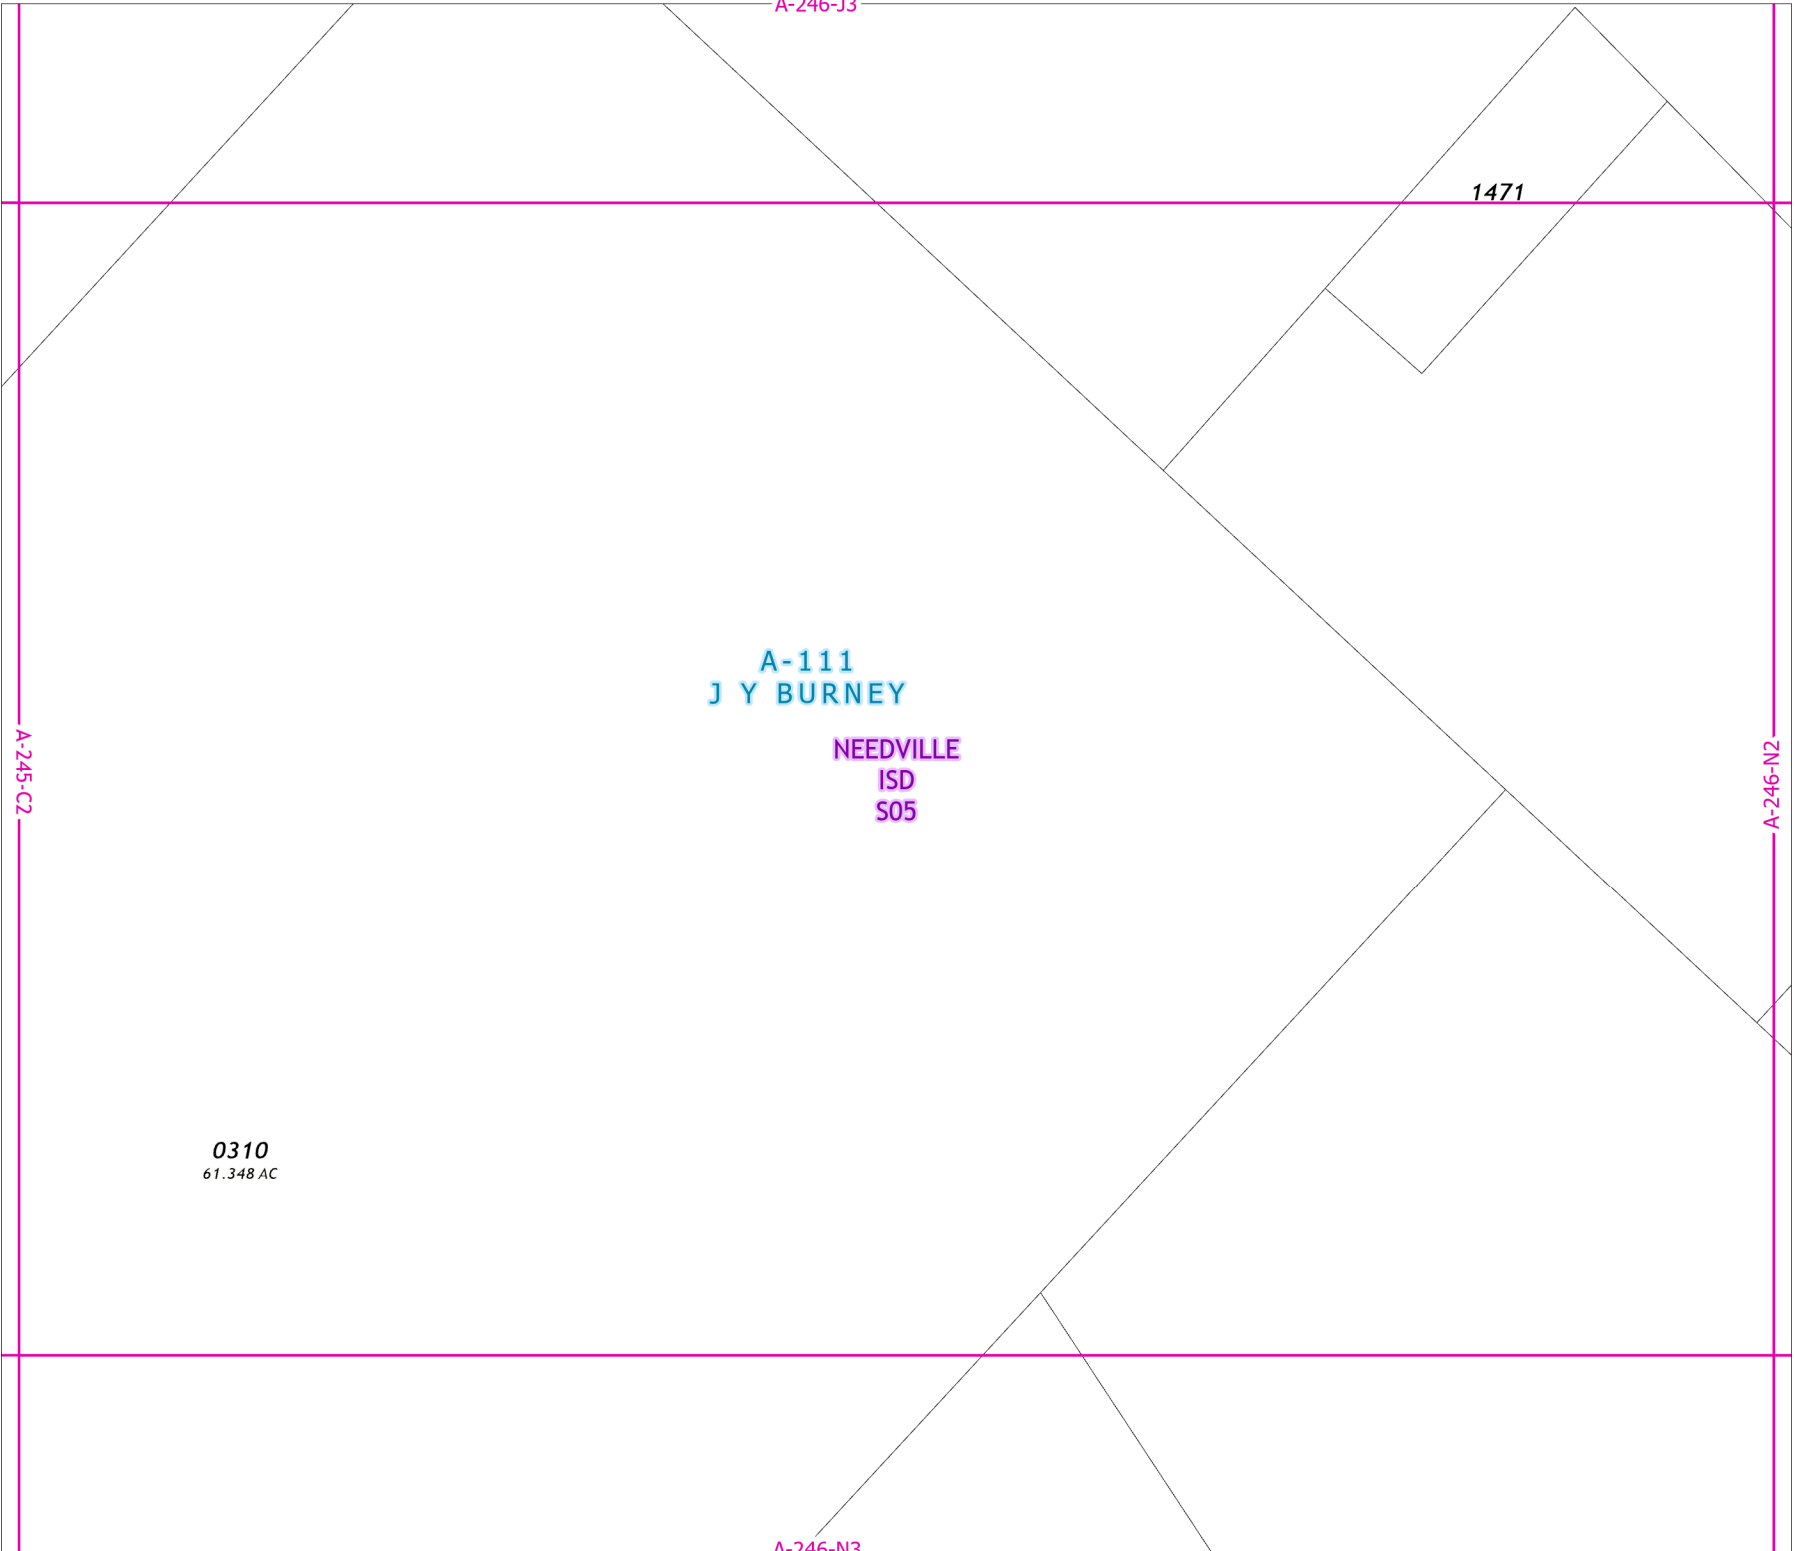 A-246-J3
1471
A-111
J Y BURNEY
NEEDVILLE
ISD
S05
A-245-C2
A-246-N2
0310
61.348 AC
A-246-N3